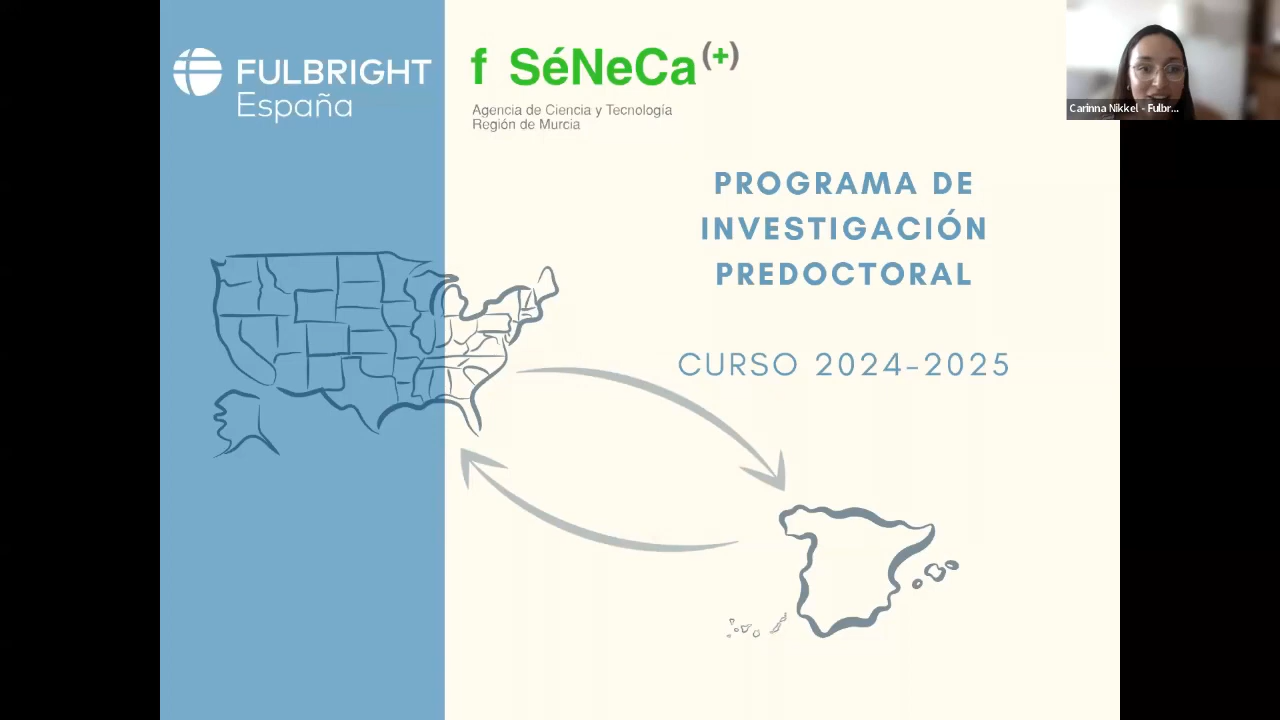 FULBRIGHT
España
f SéNeCa(+)
Agencia de Ciencia y Tecnología
Región de Murcia
Carinna Nikkel - Fulbr...
PROGRAMA DE
INVESTIGACIÓN
PREDOCTORAL
CURSO 2024-2025